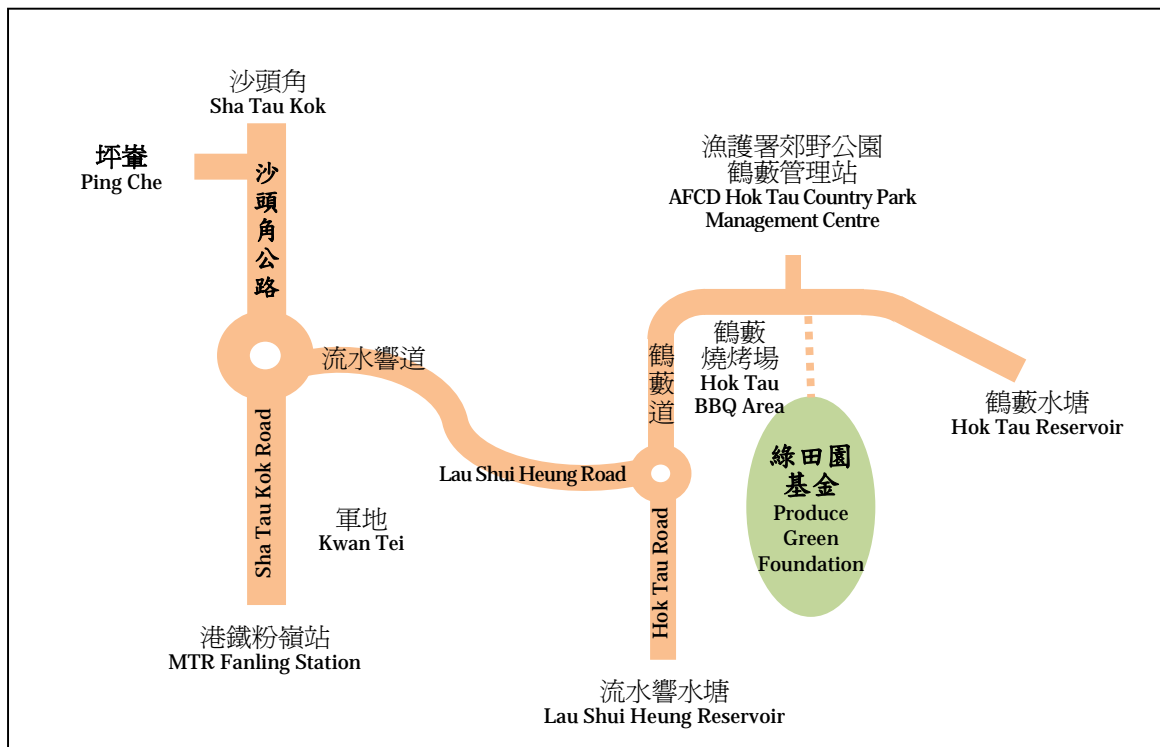 沙頭角
Sha Tau Kok
坪輋
Ping Che
沙頭角公路
漁護署郊野公園
鶴藪管理站
AFCD Hok Tau Country Park
Management Centre
流水響道
鶴藪道
鶴藪
燒烤場
Hok Tau
BBQ Area
鶴藪水塘
Hok Tau Reservoir
Lau Shui Heung Road
綠田園
基金
Produce
Green
Foundation
Sha Tau Kok Road
軍地
Kwan Tei
Hok Tau Road
港鐵粉嶺站
MTR Fanling Station
流水響水塘
Lau Shui Heung Reservoir